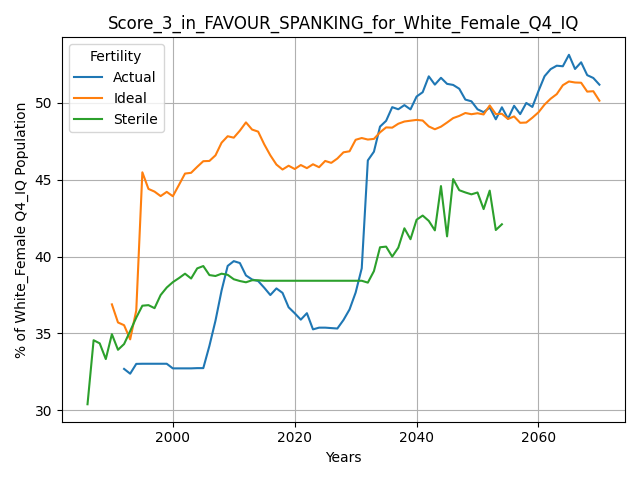 Score_3_in_FAVOUR_SPANKING_for_White_Female_Q4_IQ
Fertility
Actual
Ideal
Sterile
% of White_Female Q4_IQ Population
50
45
40
35
30
2000
2020
2040
2060
Years